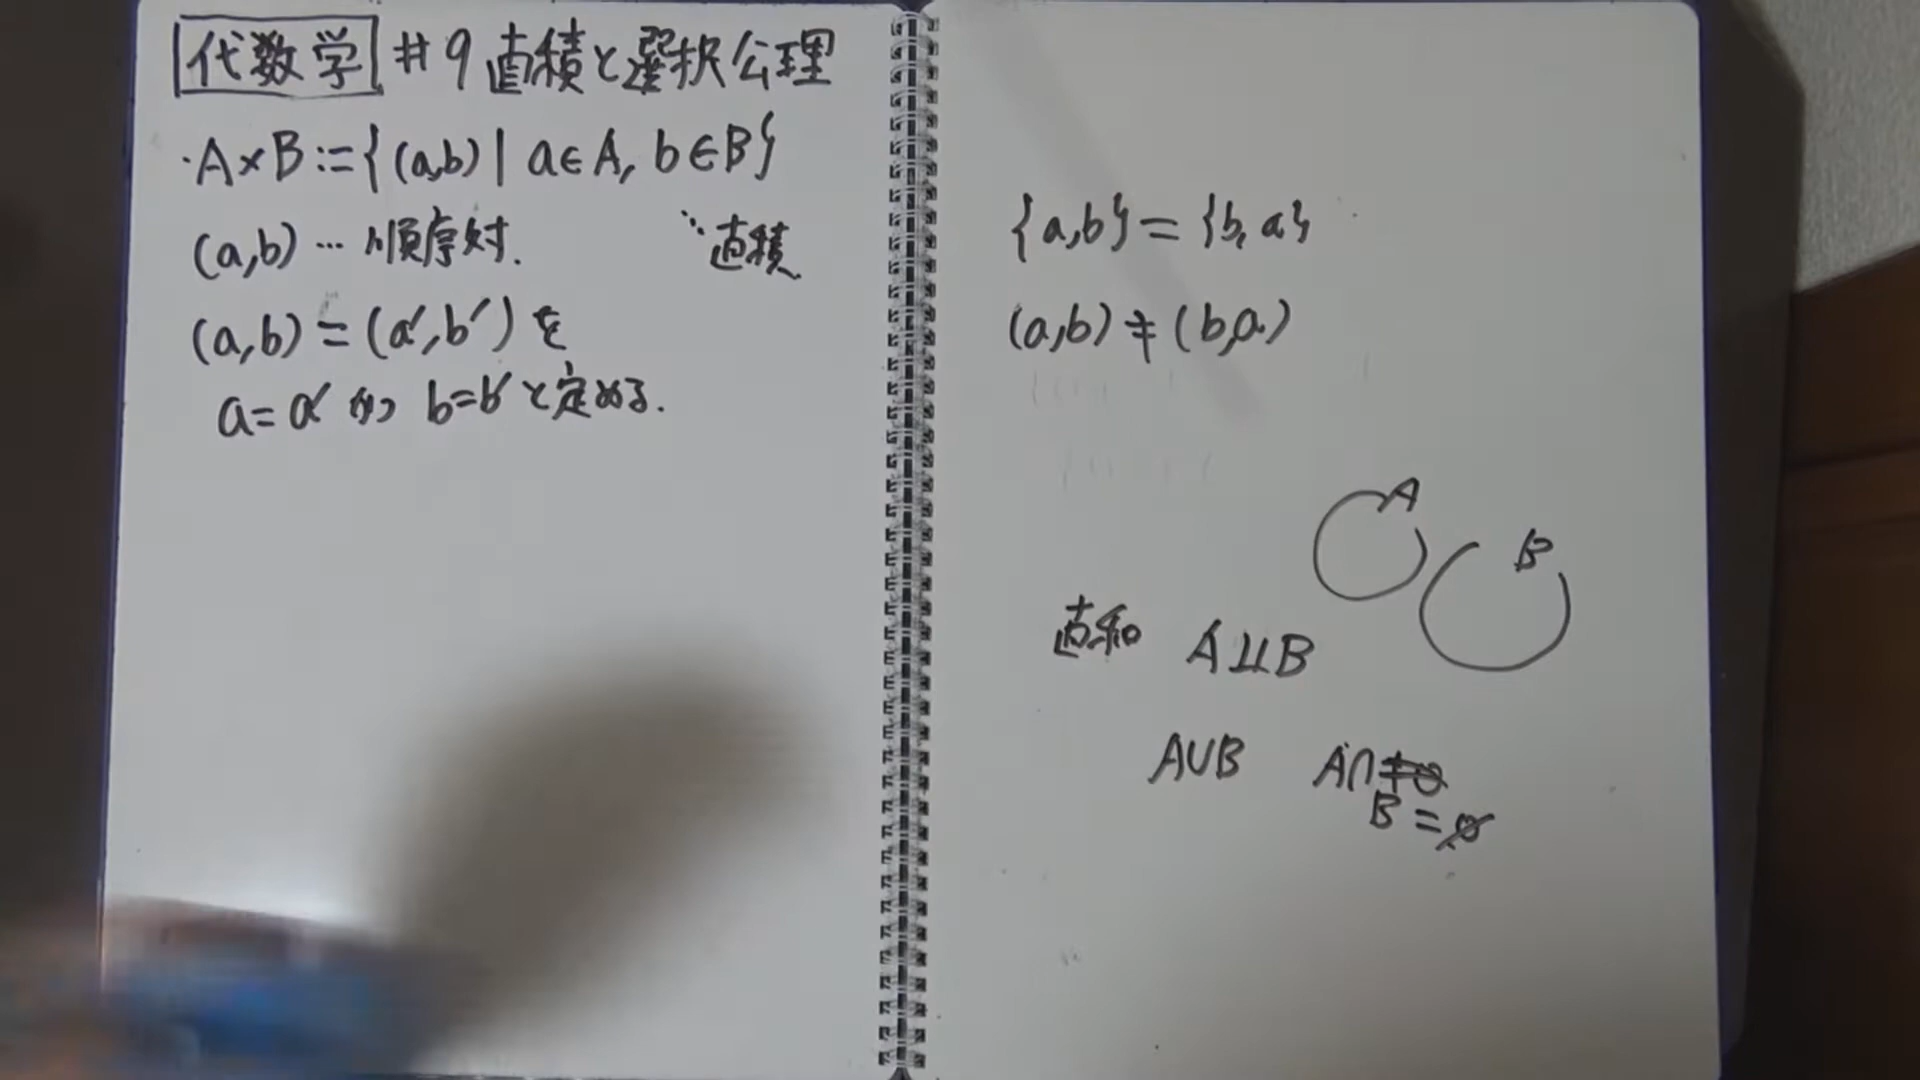 代数学 #9 直積と選択公理
・A×B:={(a,b) | a∈A, b∈B}
(a,b) … 順序対.
直積
(a,b) = (a',b') を
a=a' かつ b=b' と定める.
{a,b} = {b,a}
(a,b) ≠ (b,a)
A
B
直和 A⊔B
A∪B A∩
B=∅